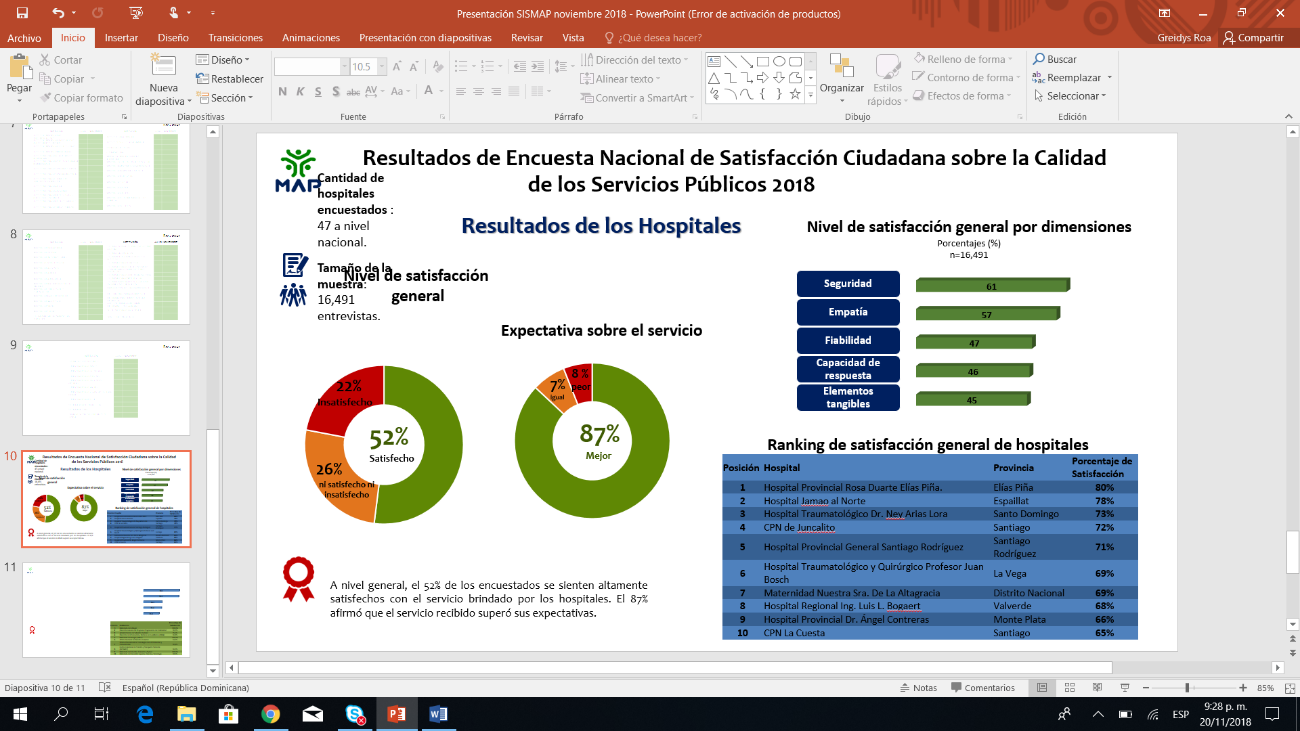 Presentación SISMAP noviembre 2018 - PowerPoint (Error de activación de productos)
Archivo Inicio Insertar Diseño Transiciones Animaciones Presentación con diapositivas Revisar Vista ¿Qué desea hacer? Greidys Roa Compartir
Pegar
Cortar
Copiar
Copiar formato
Portapapeles
Nueva
diapositiva
Diseño
Restablecer
Sección
Diapositivas
10.5
N K S S abc AV Aa A
Fuente
Dirección del texto
Alinear texto
Convertir a SmartArt
Párrafo
Organizar
Estilos
rápidos
Relleno de forma
Contorno de forma
Efectos de forma
Dibujo
Buscar
Reemplazar
Seleccionar
Edición
8
9
10
11
MAP
Resultados de Encuesta Nacional de Satisfacción Ciudadana sobre la Calidad
de los Servicios Públicos 2018
Cantidad de
hospitales
encuestados :
47 a nivel
nacional.
Tamaño de la
muestra:
16,491
entrevistas.
Resultados de los Hospitales
Nivel de satisfacción
general
22%
Insatisfecho
52%
Satisfecho
26%
ni satisfecho ni
insatisfecho
Expectativa sobre el servicio
7%
Igual
8 %
peor
87%
Mejor
Nivel de satisfacción general por dimensiones
Porcentajes (%)
n=16,491
Seguridad 61
Empatía 57
Fiabilidad 47
Capacidad de
respuesta 46
Elementos
tangibles 45
Ranking de satisfacción general de hospitales
Posición Hospital Provincia Porcentaje de
Satisfacción
1 Hospital Provincial Rosa Duarte Elías Piña. Elías Piña 80%
2 Hospital Jamao al Norte Espaillat 78%
3 Hospital Traumatológico Dr. Ney Arias Lora Santo Domingo 73%
4 CPN de Juncalito Santiago 72%
5 Hospital Provincial General Santiago Rodríguez Santiago
Rodríguez 71%
6 Hospital Traumatológico y Quirúrgico Profesor Juan
Bosch La Vega 69%
7 Maternidad Nuestra Sra. De La Altagracia Distrito Nacional 69%
8 Hospital Regional Ing. Luis L. Bogaert Valverde 68%
9 Hospital Provincial Dr. Ángel Contreras Monte Plata 66%
10 CPN La Cuesta Santiago 65%
A nivel general, el 52% de los encuestados se sienten altamente
satisfechos con el servicio brindado por los hospitales. El 87%
afirmó que el servicio recibido superó sus expectativas.
Diapositiva 10 de 11 Español (República Dominicana) Notas Comentarios 85%
ESP
9:28 p. m.
20/11/2018